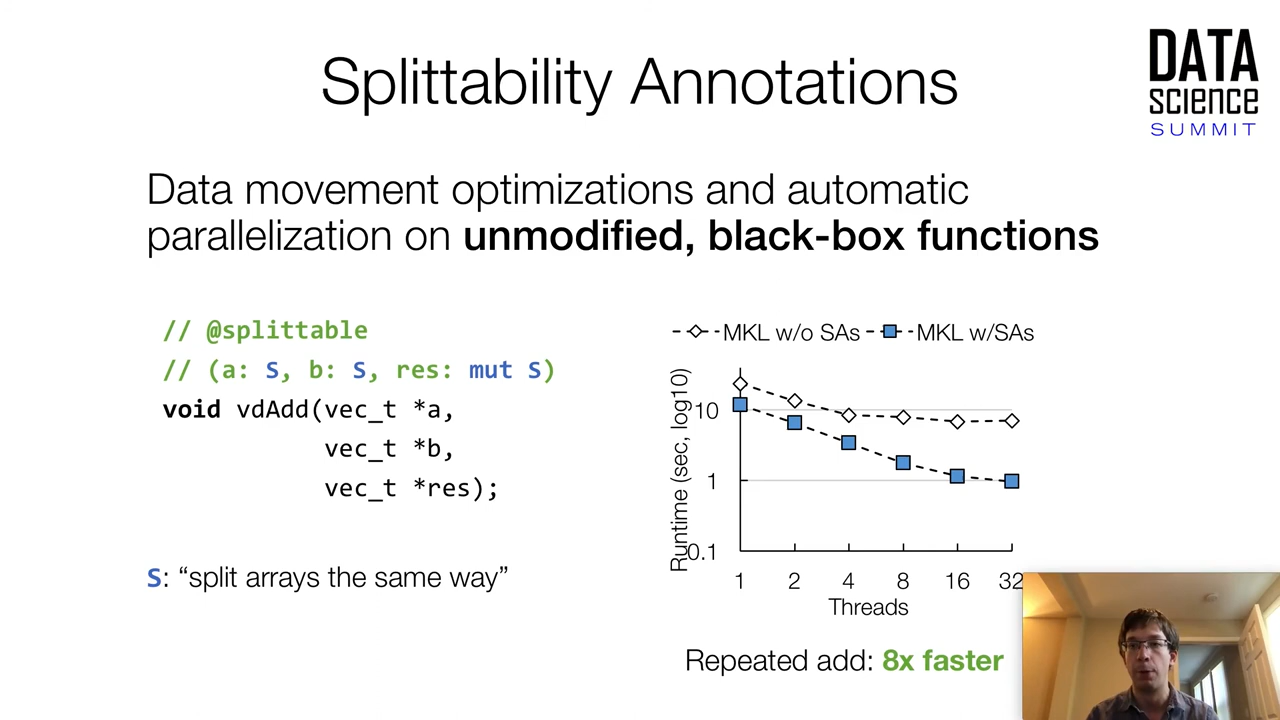 DATA
science
SUMMIT
Splittability Annotations
Data movement optimizations and automatic
parallelization on unmodified, black-box functions
// @splittable
// (a: S, b: S, res: mut S)
void vdAdd(vec_t *a,
vec_t *b,
vec_t *res);
S: “split arrays the same way”
MKL w/o SAs MKL w/SAs
Runtime (sec, log10)
10
1
0.1
1 2 4 8 16 32
Threads
Repeated add: 8x faster